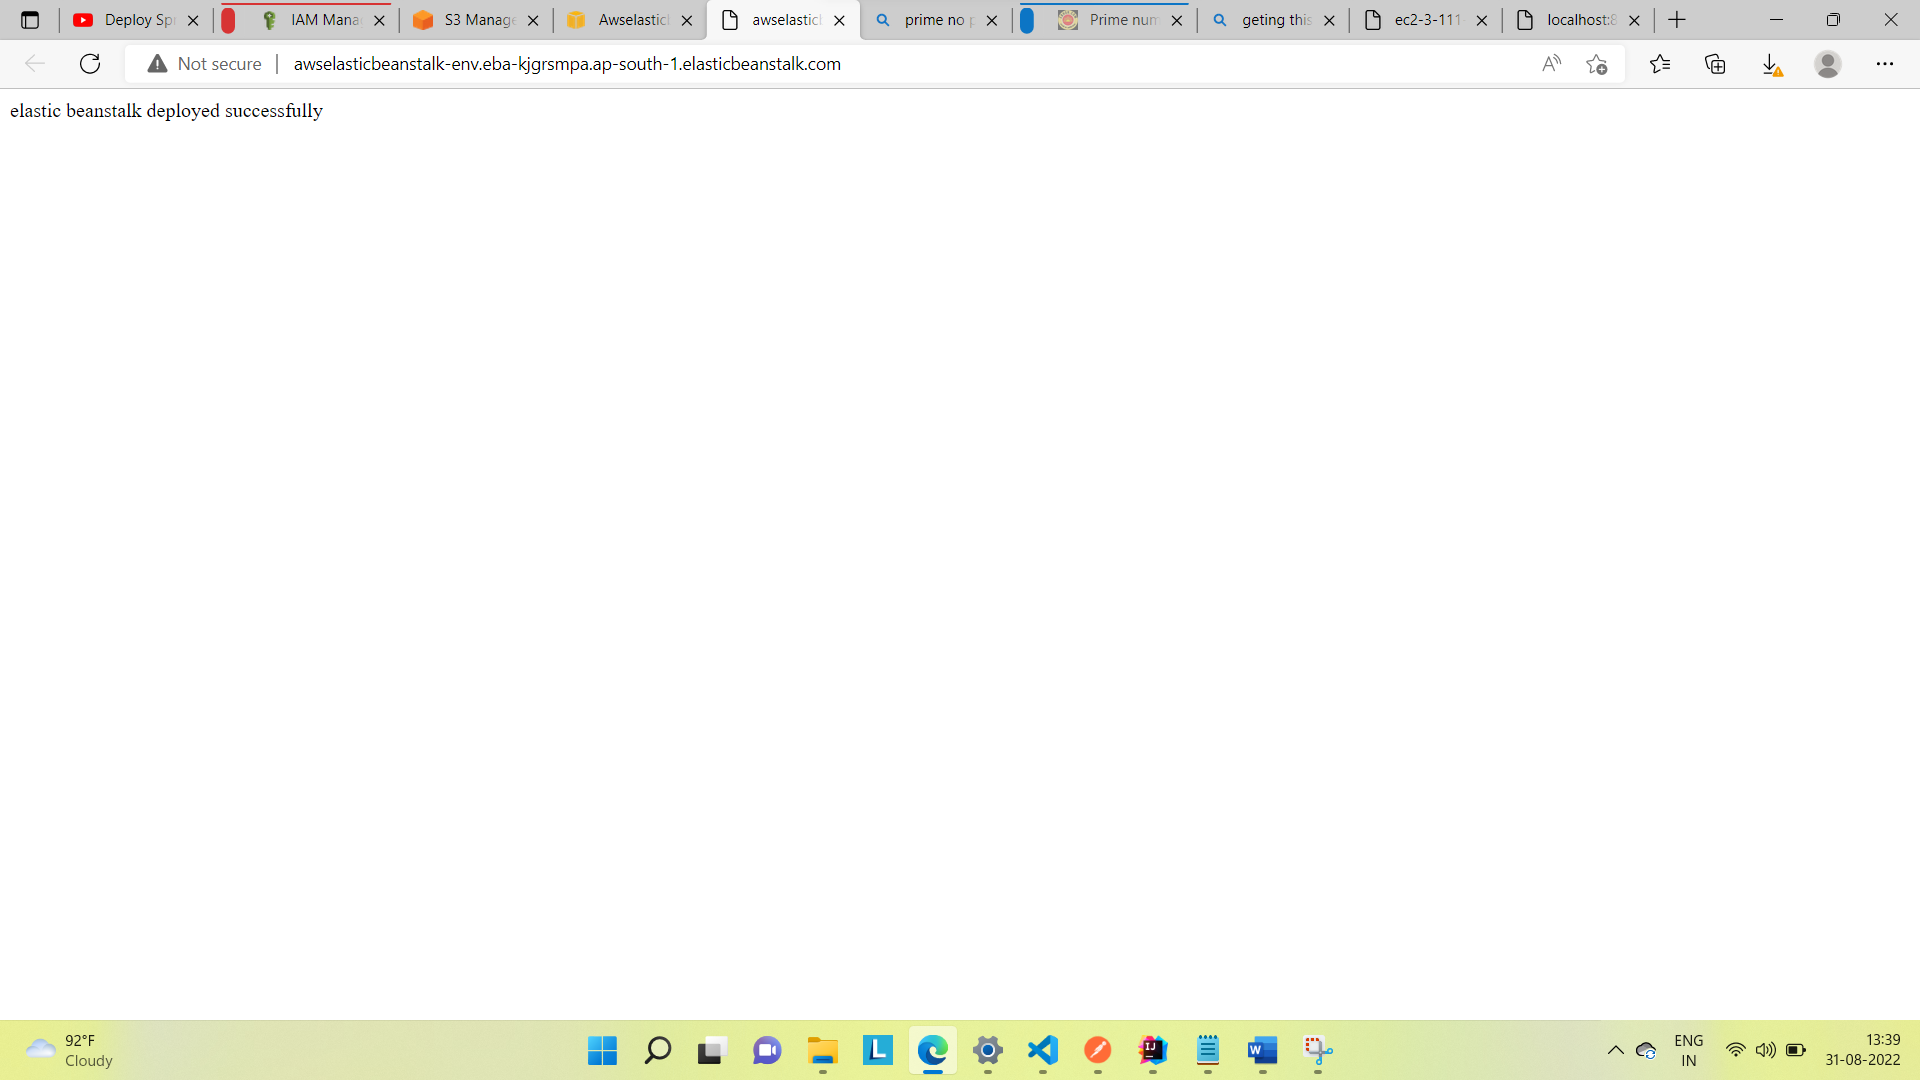 Deploy Spr
IAM Mana
S3 Manage
Awselastic
awselastic
prime no p
Prime num
geting this
ec2-3-111
localhost:8
Not secure
awselasticbeanstalk-env.eba-kjgrsmpa.ap-south-1.elasticbeanstalk.com
elastic beanstalk deployed successfully
92°F
Cloudy
ENG
IN
13:39
31-08-2022